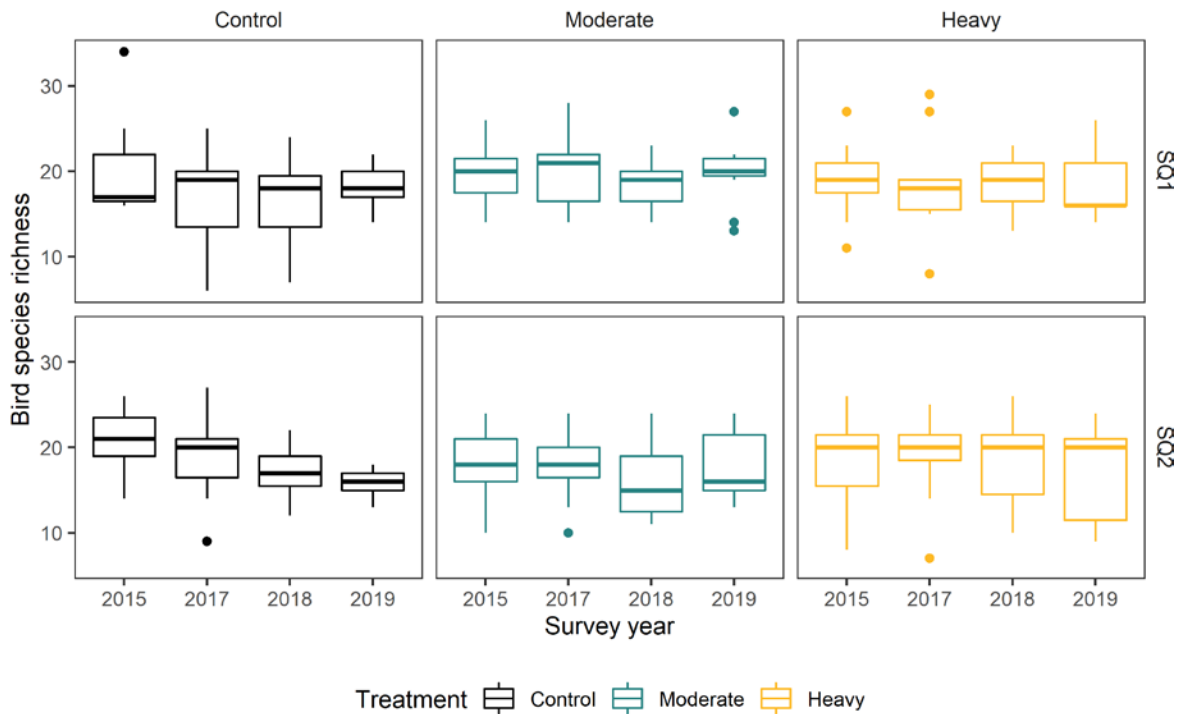 Control Moderate Heavy
30
20
10
SQ1
Bird species richness
30
20
10
SQ2
2015 2017 2018 2019 2015 2017 2018 2019 2015 2017 2018 2019
Survey year
Treatment Control Moderate Heavy